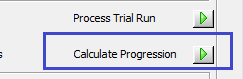 Process Trial Run
s
Calculate Progression